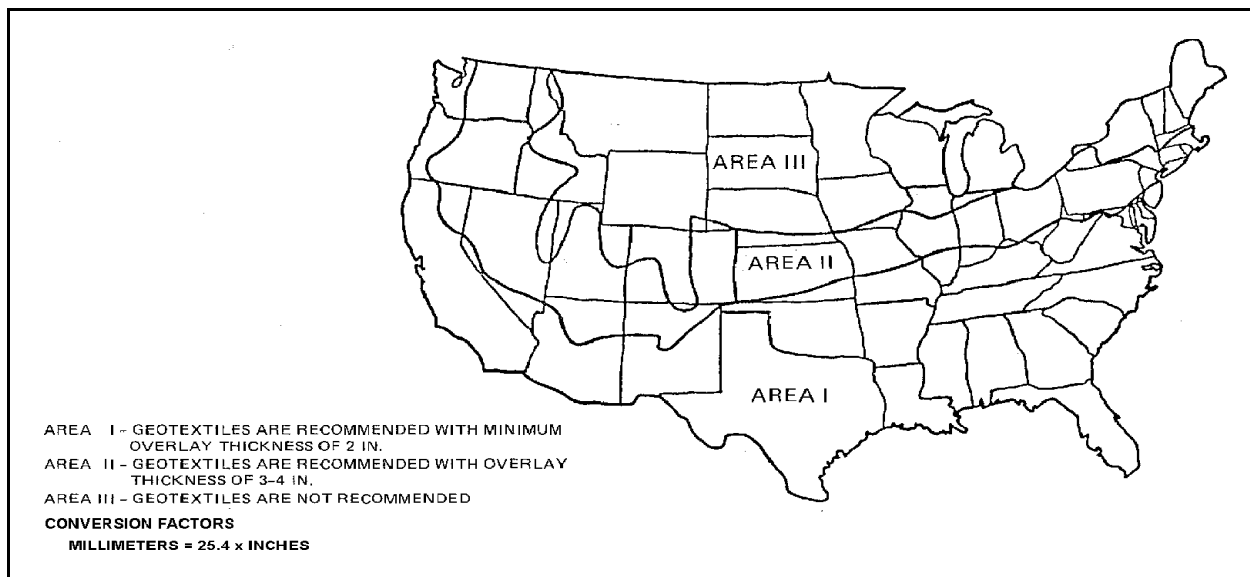 AREA III
AREA II
AREA I
AREA I - GEOTEXTILES ARE RECOMMENDED WITH MINIMUM
OVERLAY THICKNESS OF 2 IN.
AREA II - GEOTEXTILES ARE RECOMMENDED WITH OVERLAY
THICKNESS OF 3-4 IN.
AREA III - GEOTEXTILES ARE NOT RECOMMENDED
CONVERSION FACTORS
MILLIMETERS = 25.4 x INCHES